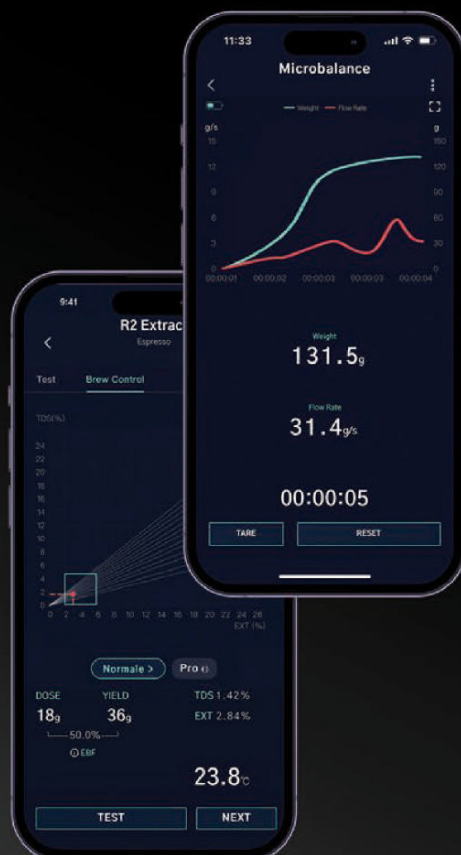 11:33
Microbalance
Weight Flow Rate
g/s g
15 150
12 120
9 90
6 60
3 30
0 0
00:00:01 00:00:02 00:00:03 00:00:03 00:00:04
Weight
131.5g
Flow Rate
31.4g/s
00:00:05
TARE RESET
9:41
R2 Extrac
Espresso
Test Brew Control
TDS(%)
24
22
20
18
16
14
12
10
8
6
4
2
0
0 2 4 6 8 10 12 14 16 18 20 22 24 26
EXT (%)
Normale > Pro
DOSE YIELD TDS 1.42%
18g 36g EXT 2.84%
50.0%
EBF
23.8℃
TEST NEXT